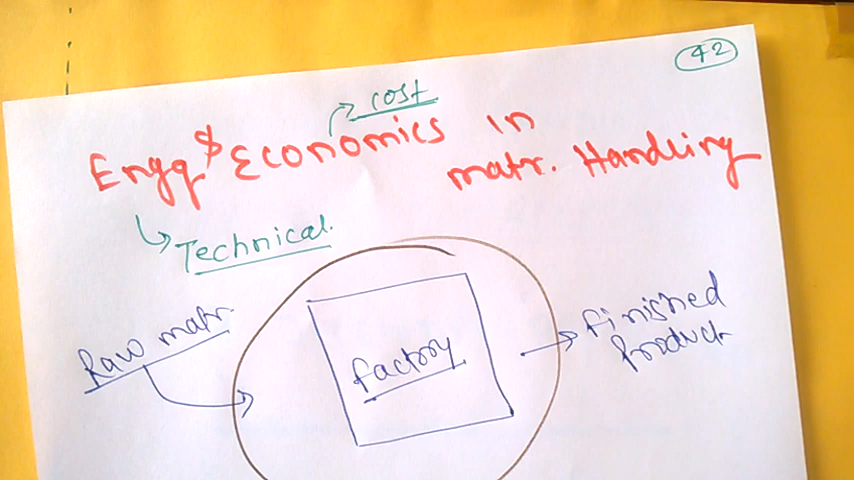 42
cost
Engg & Economics in
matr. Handling
Technical.
Raw matr.
factory
finished
Product